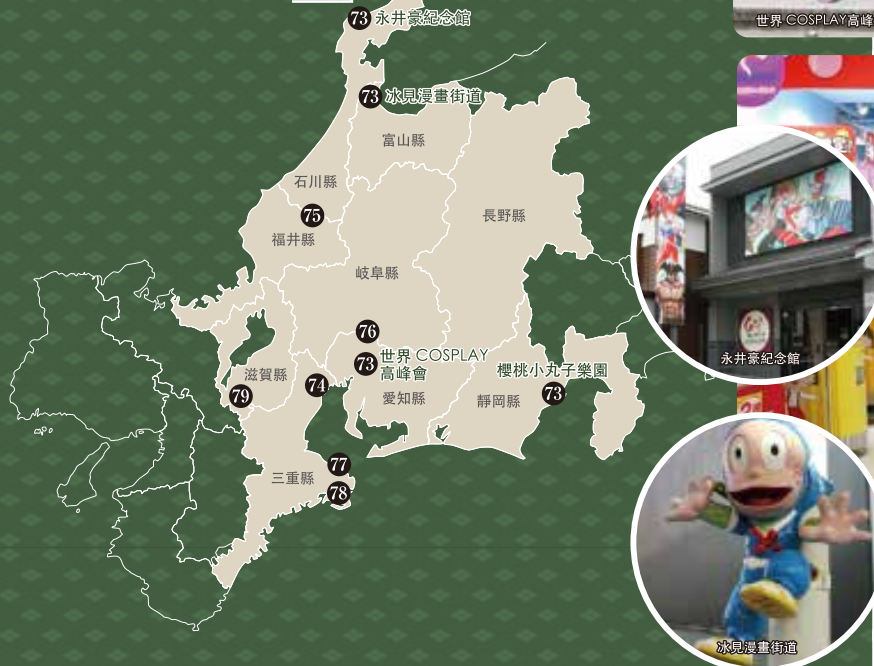 73 永井豪紀念館
世界 COSPLAY高峰
73 冰見漫畫街道
富山縣
石川縣
75
長野縣
福井縣
岐阜縣
76
世界 COSPLAY
73 高峰會
永井豪紀念館
櫻桃小丸子樂園
滋賀縣
74
73
79
愛知縣
靜岡縣
77
三重縣
78
冰見漫畫街道